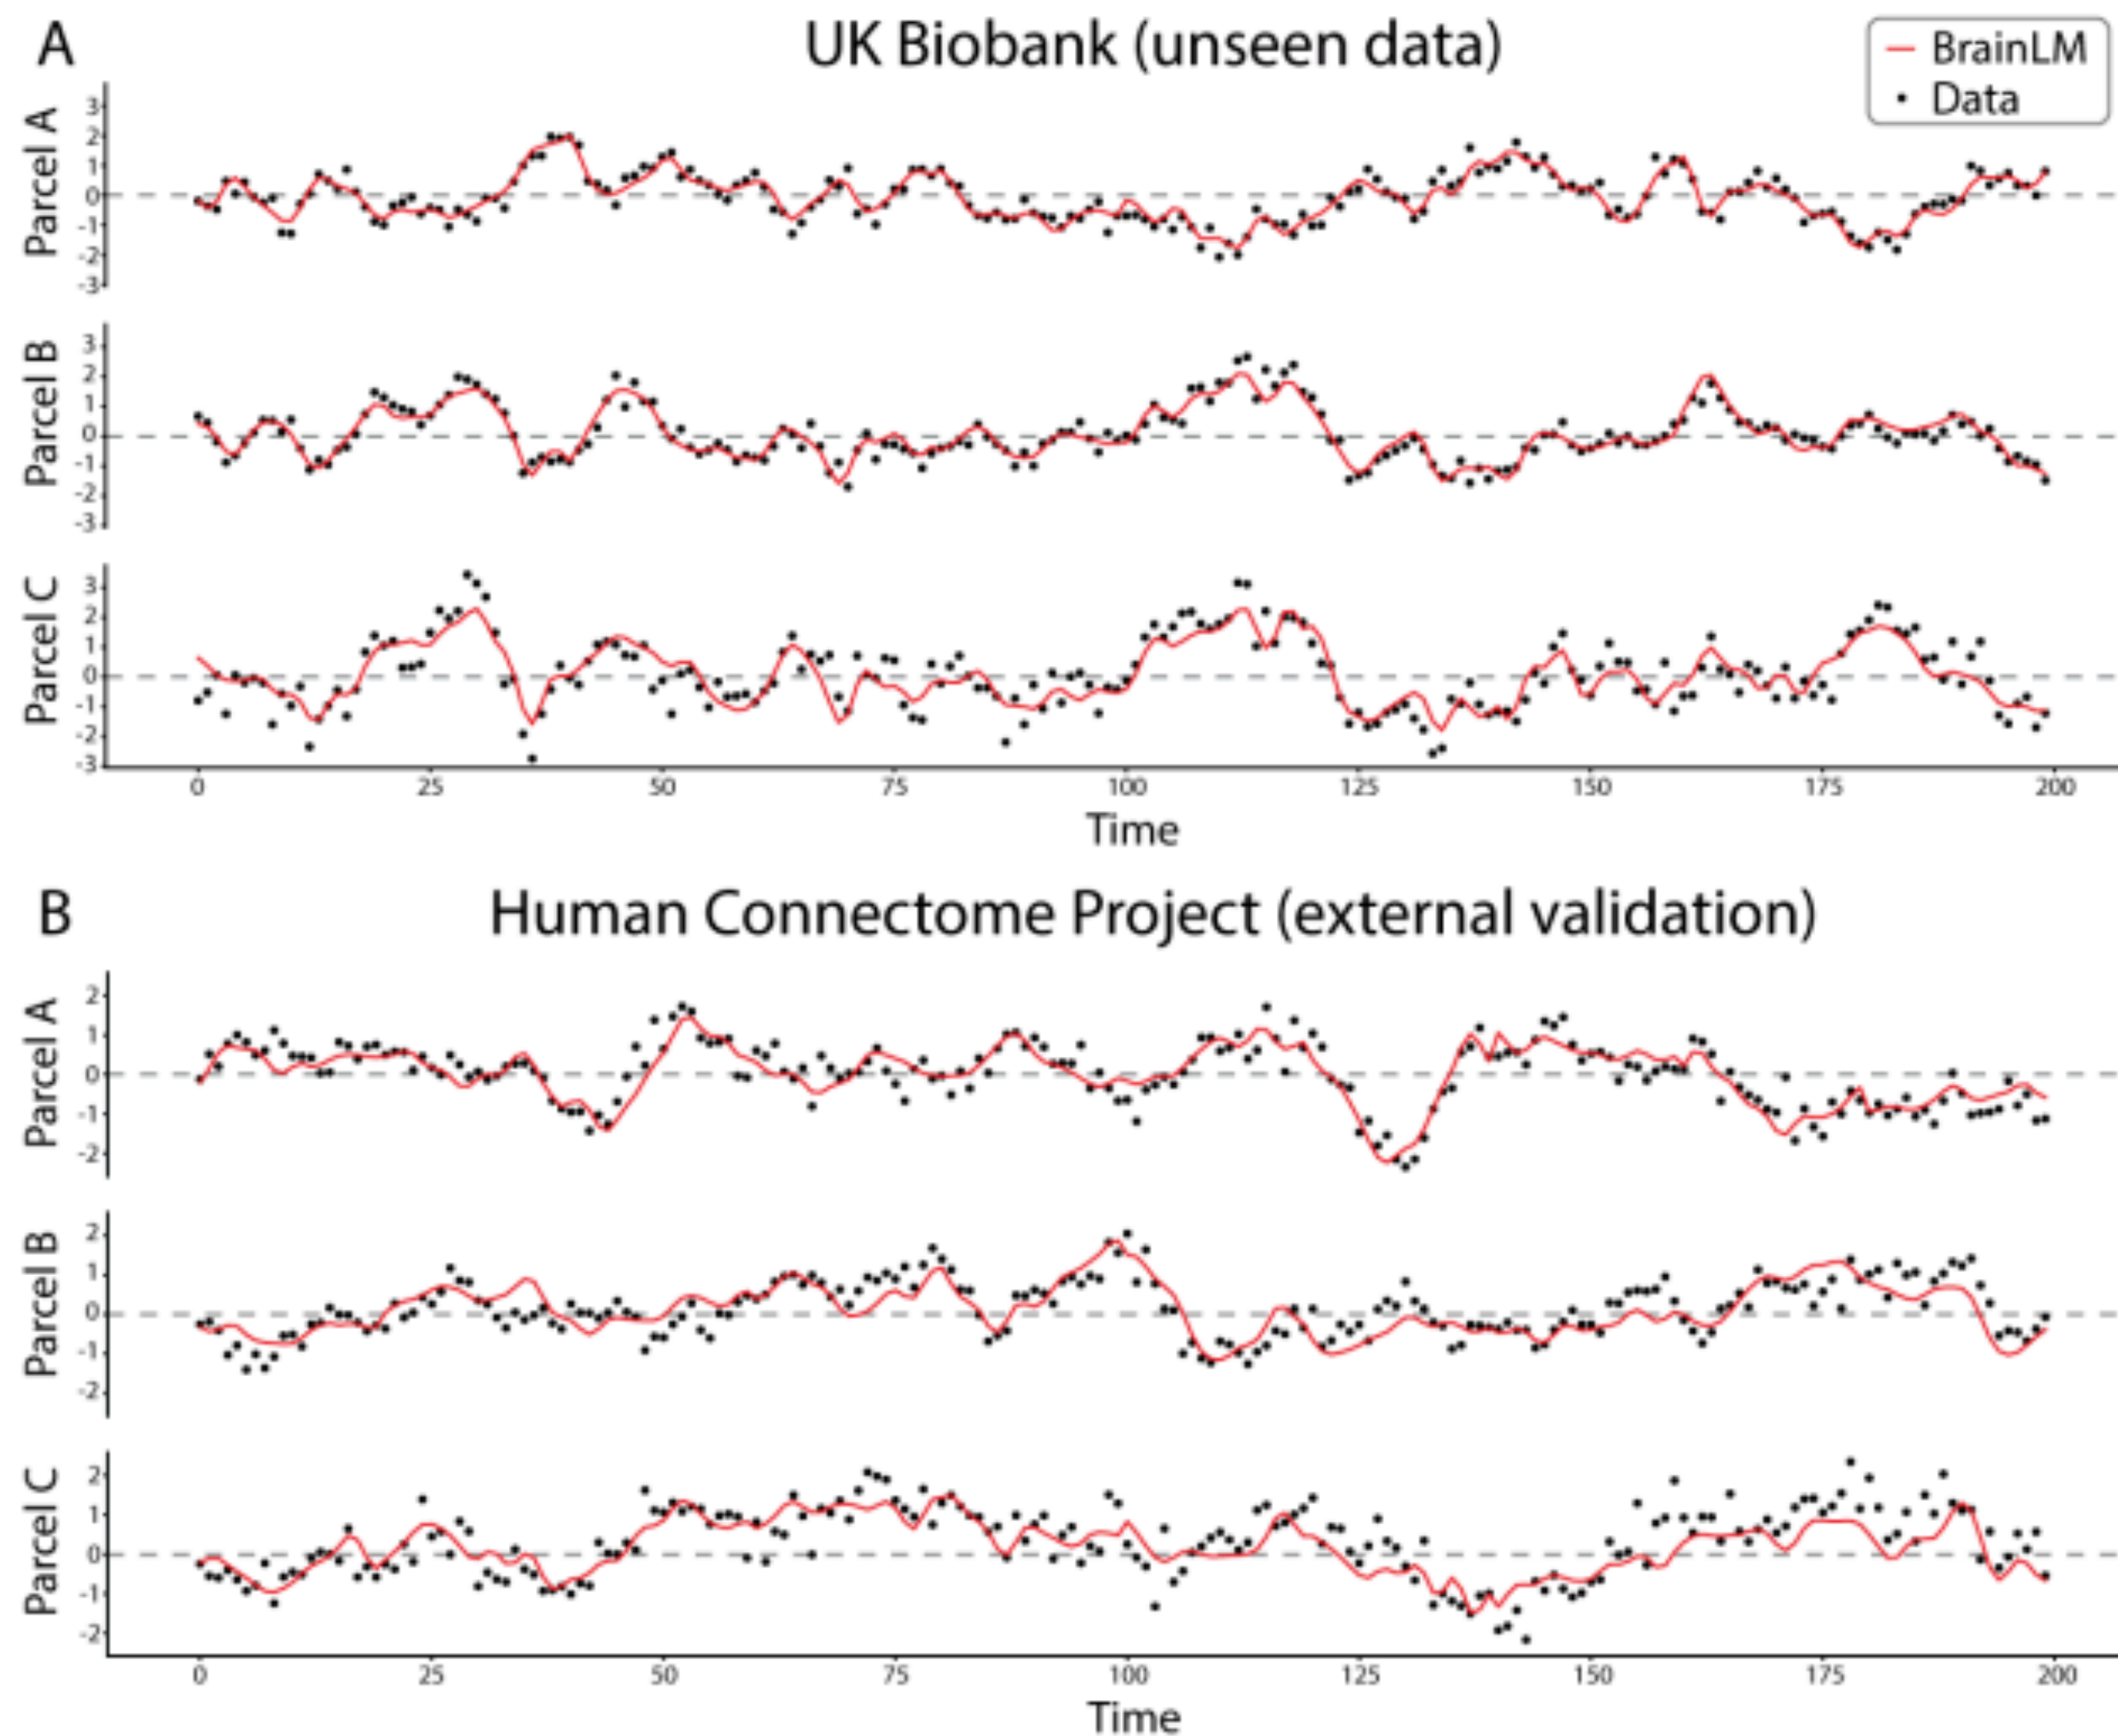 A
UK Biobank (unseen data)
BrainLM
Data
Parcel A
3
2
1
0
-1
-2
-3
Parcel B
3
2
1
0
-1
-2
-3
Parcel C
3
2
1
0
-1
-2
-3
0 25 50 75 100 125 150 175 200
Time
B
Human Connectome Project (external validation)
Parcel A
2
1
0
-1
-2
Parcel B
2
1
0
-1
-2
Parcel C
2
1
0
-1
-2
0 25 50 75 100 125 150 175 200
Time